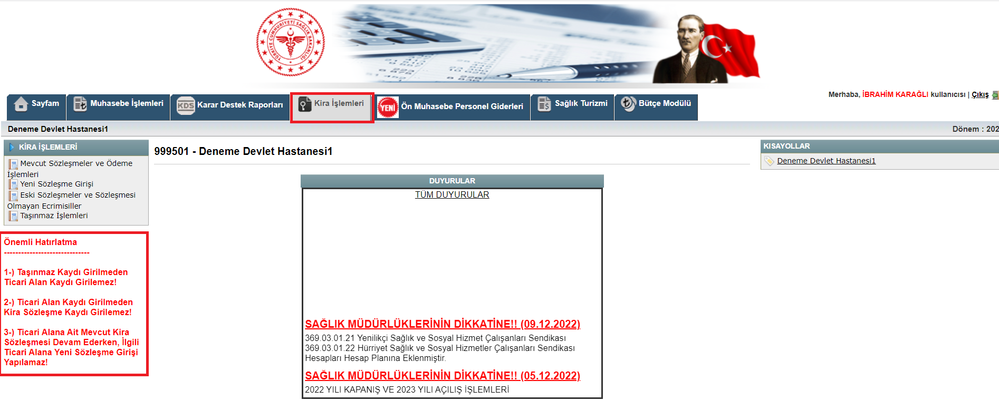 TÜRKİYE CUMHURİYETİ SAĞLIK BAKANLIĞI
Sayfam
Muhasebe İşlemleri
KDS Karar Destek Raporları
Kira İşlemleri
YENİ Ön Muhasebe Personel Giderleri
Sağlık Turizmi
Bütçe Modülü
Merhaba, İBRAHİM KARAĞLI kullanıcısı | Çıkış
Deneme Devlet Hastanesi1
Dönem : 202
KİRA İŞLEMLERİ
Mevcut Sözleşmeler ve Ödeme
İşlemleri
Yeni Sözleşme Girişi
Eski Sözleşmeler ve Sözleşmesi
Olmayan Ecrimisiller
Taşınmaz İşlemleri
Önemli Hatırlatma
------------------------------
1-) Taşınmaz Kaydı Girilmeden
Ticari Alan Kaydı Girilemez!
2-) Ticari Alan Kaydı Girilmeden
Kira Sözleşme Kaydı Girilemez!
3-) Ticari Alana Ait Mevcut Kira
Sözleşmesi Devam Ederken, İlgili
Ticari Alana Yeni Sözleşme Girişi
Yapılamaz!
999501 - Deneme Devlet Hastanesi1
DUYURULAR
TÜM DUYURULAR
SAĞLIK MÜDÜRLÜKLERİNİN DİKKATİNE!! (09.12.2022)
369.03.01.21 Yenilikçi Sağlık ve Sosyal Hizmet Çalışanları Sendikası
369.03.01.22 Hürriyet Sağlık ve Sosyal Hizmetler Çalışanları Sendikası
Hesapları Hesap Planına Eklenmiştir.
SAĞLIK MÜDÜRLÜKLERİNİN DİKKATİNE!! (05.12.2022)
2022 YILI KAPANIŞ VE 2023 YILI AÇILIŞ İŞLEMLERİ
KISAYOLLAR
Deneme Devlet Hastanesi1